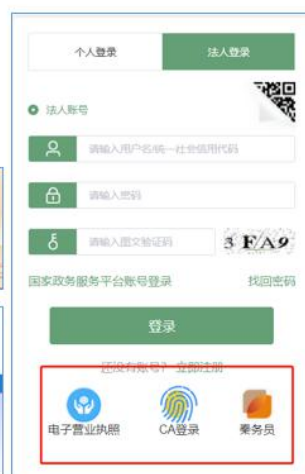 个人登录
法人登录
法人账号
请输入用户名/统一社会信用代码
请输入密码
请输入图文验证码
3 FA9
国家政务服务平台账号登录
找回密码
登录
还没有账号? 立即注册
电子营业执照
CA登录
秦务员